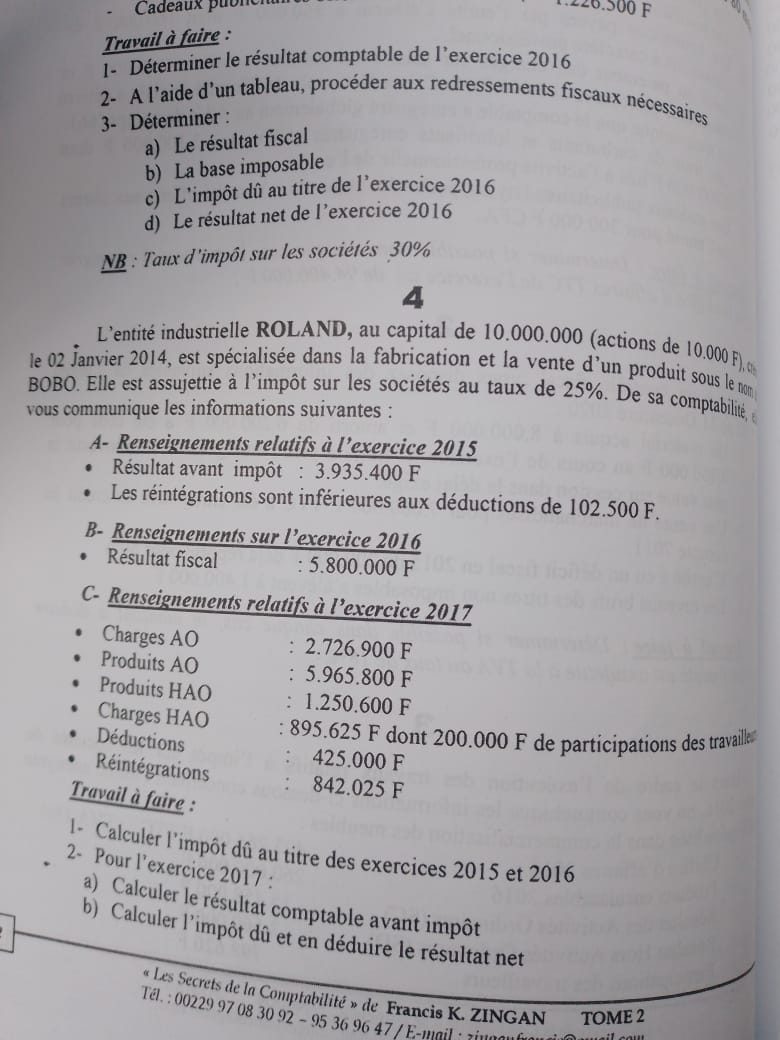 - Cadeaux
1.226.500 F
Travail à faire :
1- Déterminer le résultat comptable de l'exercice 2016
2- A l'aide d'un tableau, procéder aux redressements fiscaux nécessaires
3- Déterminer :
a) Le résultat fiscal
b) La base imposable
c) L'impôt dû au titre de l'exercice 2016
d) Le résultat net de l'exercice 2016
NB : Taux d'impôt sur les sociétés 30%
4
L'entité industrielle ROLAND, au capital de 10.000.000 (actions de 10.000 F),
le 02 Janvier 2014, est spécialisée dans la fabrication et la vente d'un produit sous le nom
BOBO. Elle est assujettie à l'impôt sur les sociétés au taux de 25%. De sa comptabilité,
vous communique les informations suivantes :
A- Renseignements relatifs à l'exercice 2015
• Résultat avant impôt : 3.935.400 F
• Les réintégrations sont inférieures aux déductions de 102.500 F.
B- Renseignements sur l'exercice 2016
• Résultat fiscal : 5.800.000 F
C- Renseignements relatifs à l'exercice 2017
• Charges AO : 2.726.900 F
• Produits AO : 5.965.800 F
• Produits HAO : 1.250.600 F
• Charges HAO : 895.625 F dont 200.000 F de participations des
• Déductions : 425.000 F
• Réintégrations : 842.025 F
Travail à faire :
1- Calculer l'impôt dû au titre des exercices 2015 et 2016
2- Pour l'exercice 2017 :
a) Calculer le résultat comptable avant impôt
b) Calculer l'impôt dû et en déduire le résultat net
« Les Secrets de la Comptabilité » de Francis K. ZINGAN TOME 2
Tél. : 00229 97 08 30 92 – 95 36 96 47 / E-mail :